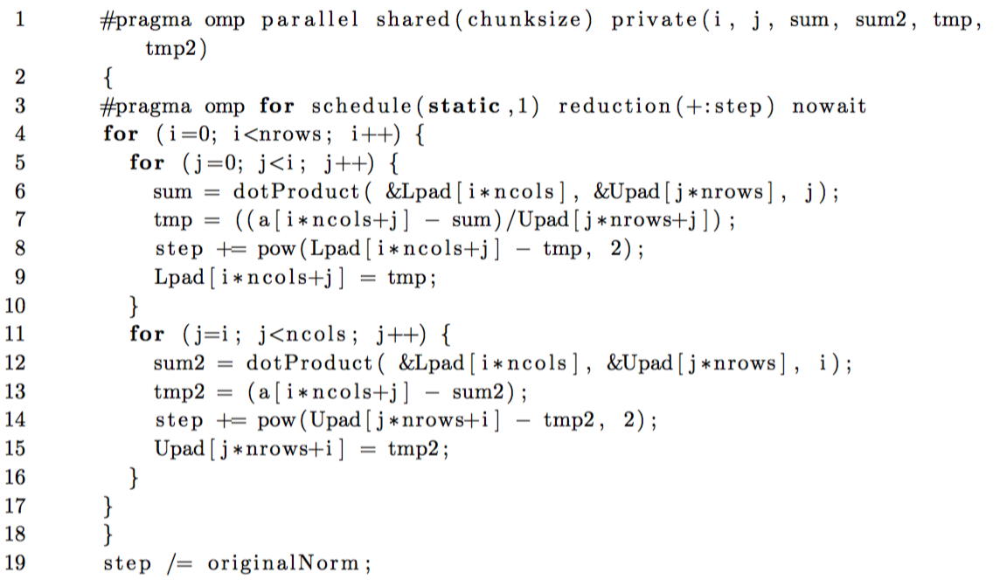 1 #pragma omp parallel shared(chunksize) private(i, j, sum, sum2, tmp,
tmp2)
2 {
3 #pragma omp for schedule(static,1) reduction(+:step) nowait
4 for (i=0; i<nrows; i++) {
5 for (j=0; j<i; j++) {
6 sum = dotProduct( &Lpad[i*ncols], &Upad[j*nrows], j);
7 tmp = ((a[i*ncols+j] - sum)/Upad[j*nrows+j]);
8 step += pow(Lpad[i*ncols+j] - tmp, 2);
9 Lpad[i*ncols+j] = tmp;
10 }
11 for (j=i; j<ncols; j++) {
12 sum2 = dotProduct( &Lpad[i*ncols], &Upad[j*nrows], i);
13 tmp2 = (a[i*ncols+j] - sum2);
14 step += pow(Upad[j*nrows+i] - tmp2, 2);
15 Upad[j*nrows+i] = tmp2;
16 }
17 }
18 }
19 step /= originalNorm;